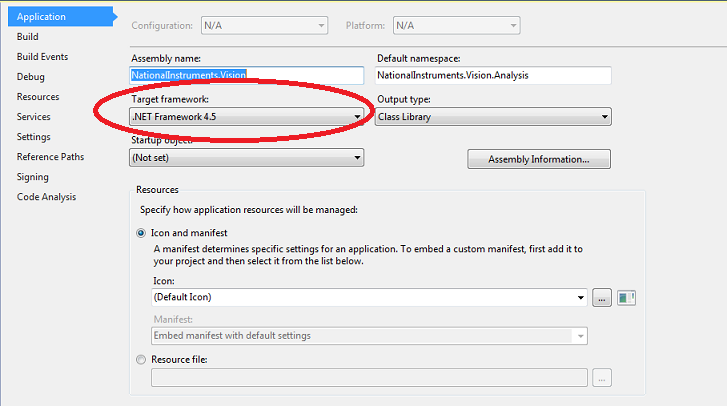 Application
Build
Build Events
Debug
Resources
Services
Settings
Reference Paths
Signing
Code Analysis
Configuration: N/A Platform: N/A
Assembly name: Default namespace:
NationalInstruments.Vision NationalInstruments.Vision.Analysis
Target framework: Output type:
.NET Framework 4.5 Class Library
Startup object:
(Not set) Assembly Information...
Resources
Specify how application resources will be managed:
Icon and manifest
A manifest determines specific settings for an application. To embed a custom manifest, first add it to
your project and then select it from the list below.
Icon:
(Default Icon) ...
Manifest:
Embed manifest with default settings
Resource file:
...